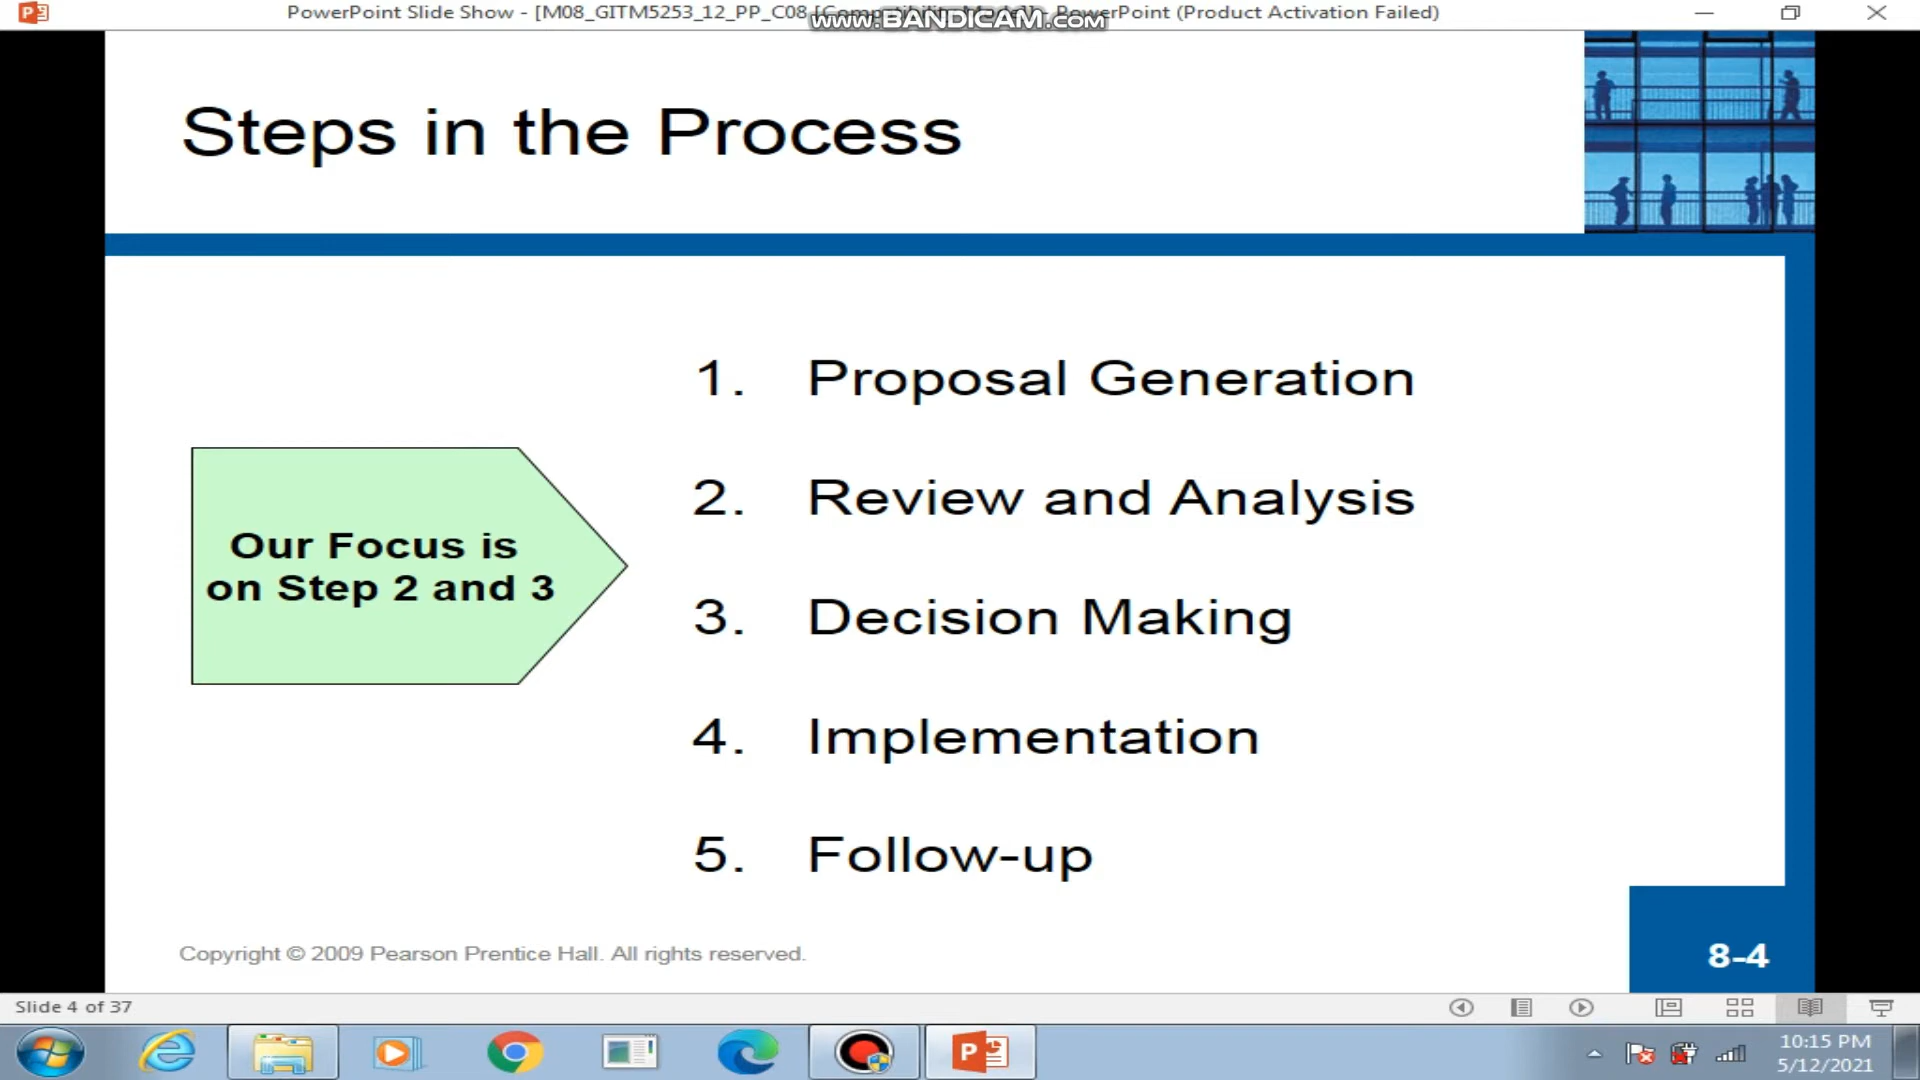 PowerPoint Slide Show - [M08_GITM5253_12_PP_C08 [Compatibility Mode]] - PowerPoint (Product Activation Failed)
www.BANDICAM.com
Steps in the Process
1. Proposal Generation
2. Review and Analysis
Our Focus is
on Step 2 and 3
3. Decision Making
4. Implementation
5. Follow-up
Copyright © 2009 Pearson Prentice Hall. All rights reserved.
8-4
Slide 4 of 37
10:15 PM
5/12/2021